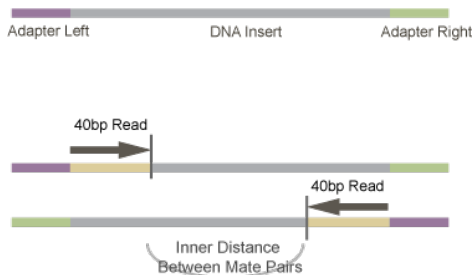 Adapter Left DNA Insert Adapter Right
40bp Read
40bp Read
Inner Distance
Between Mate Pairs